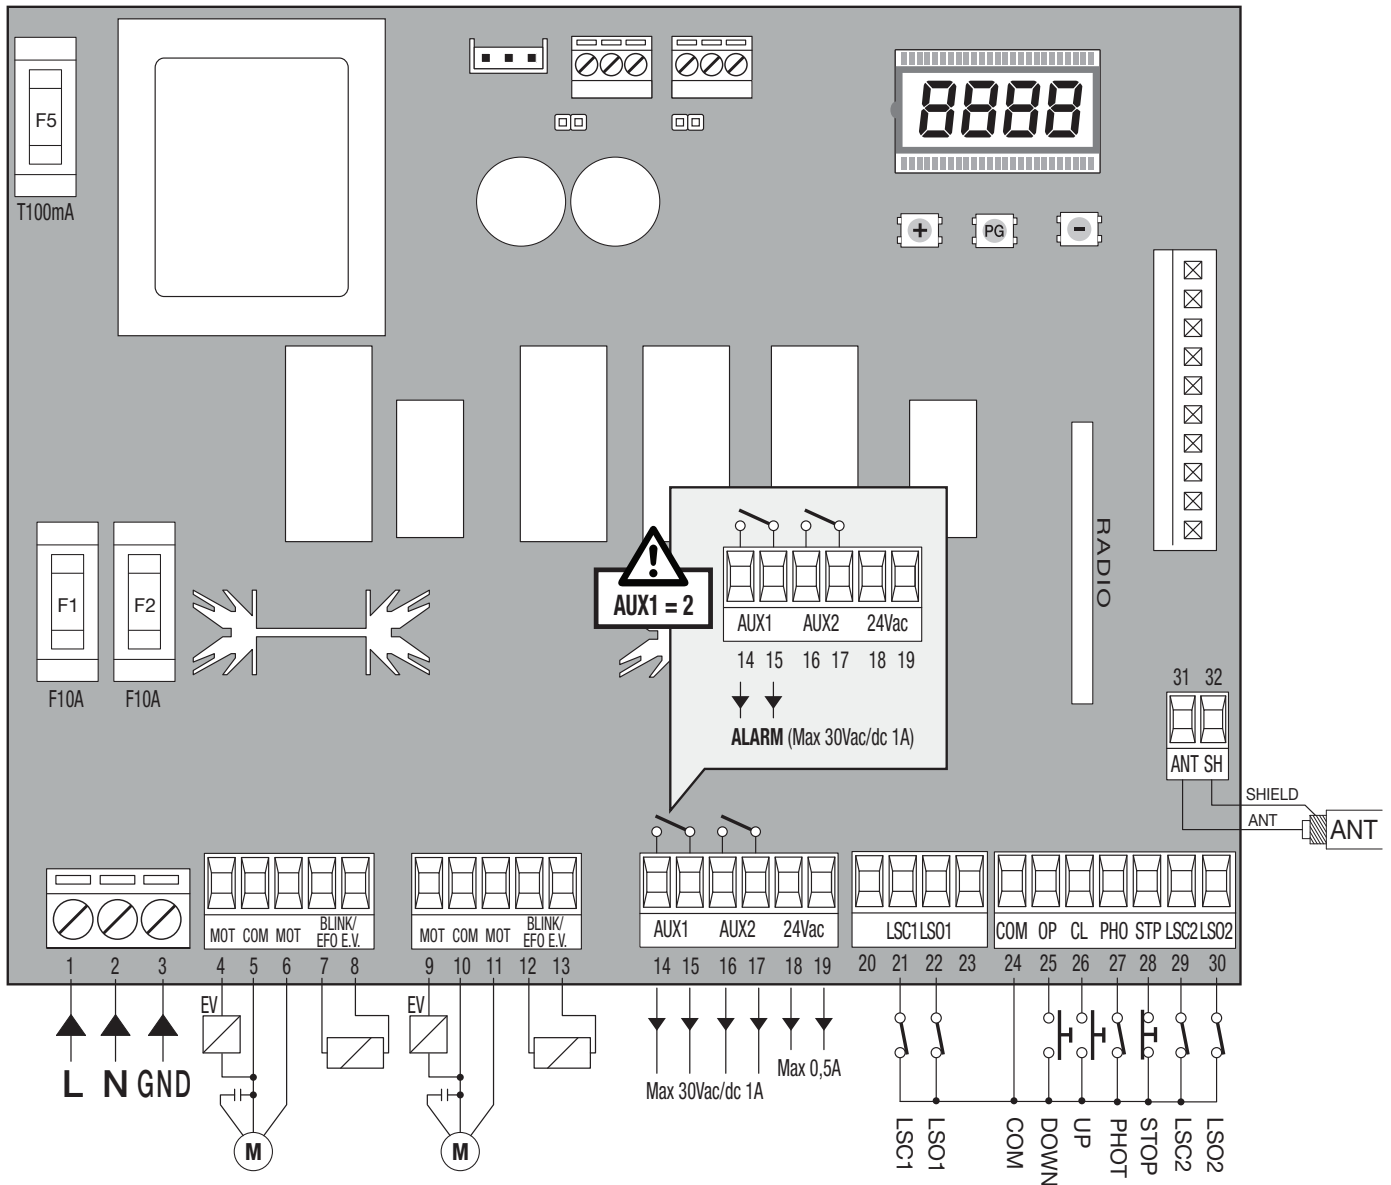 F5
T100mA
8888
+ PG -
RADIO
F1 F2
F10A F10A
AUX1 = 2
AUX1 AUX2 24Vac
14 15 16 17 18 19
ALARM (Max 30Vac/dc 1A)
31 32
ANT SH
SHIELD
ANT
ANT
MOT COM MOT BLINK/
EFO E.V.
MOT COM MOT BLINK/
EFO E.V.
AUX1 AUX2 24Vac
LSC1 LSO1
COM OP CL PHO STP LSC2 LSO2
1 2 3 4 5 6 7 8 9 10 11 12 13 14 15 16 17 18 19 20 21 22 23 24 25 26 27 28 29 30
L N GND
EV
M
EV
M
Max 30Vac/dc 1A
Max 0,5A
LSC1
LSO1
COM
DOWN
UP
PHOT
STOP
LSC2
LSO2